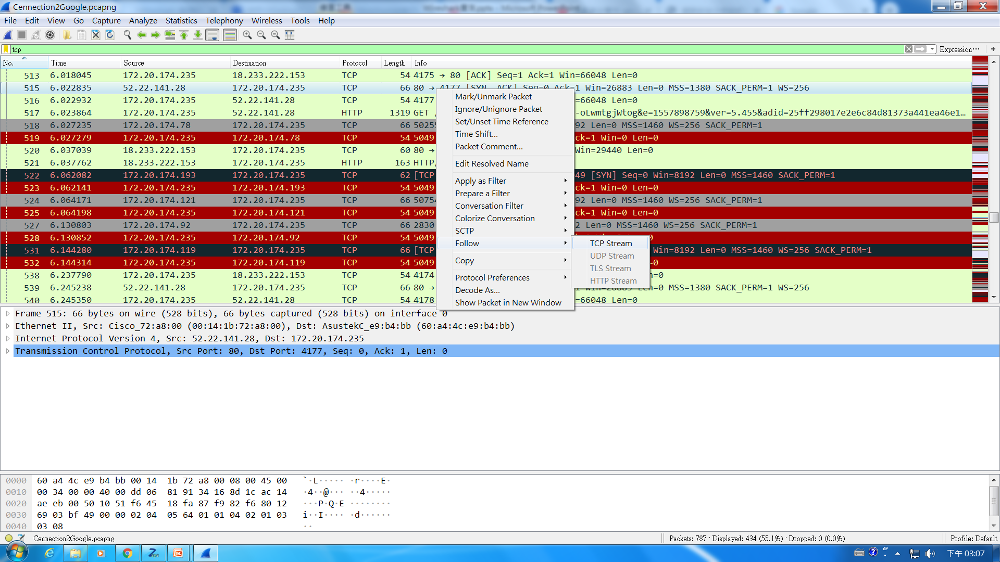 Cennection2Google.pcapng
File Edit View Go Capture Analyze Statistics Telephony Wireless Tools Help
tcp Expression… +
No. Time Source Destination Protocol Length Info
513 6.018045 172.20.174.235 18.233.222.153 TCP 54 4175 → 80 [ACK] Seq=1 Ack=1 Win=66048 Len=0
515 6.022835 52.22.141.28 172.20.174.235 TCP 66 80 → 4177 [SYN, ACK] Seq=0 Ack=1 Win=26883 Len=0 MSS=1380 SACK_PERM=1 WS=256
516 6.022932 172.20.174.235 52.22.141.28 TCP 54 4177 =66048 Len=0
517 6.023864 172.20.174.235 52.22.141.28 HTTP 1319 GET -oLwmtgjWtog&e=1557898759&ver=5.455&adid=25ff298017e2e6c84d81373a441ea46e1…
518 6.027235 172.20.174.78 172.20.174.235 TCP 66 5025 92 Len=0 MSS=1460 WS=256 SACK_PERM=1
519 6.027279 172.20.174.235 172.20.174.78 TCP 54 5049 ck=1 Win=0 Len=0
520 6.037039 18.233.222.153 172.20.174.235 TCP 60 80 → Win=29440 Len=0
521 6.037762 18.233.222.153 172.20.174.235 HTTP 163 HTTP/
522 6.062082 172.20.174.193 172.20.174.235 TCP 62 [TCP 49 [SYN] Seq=0 Win=8192 Len=0 MSS=1460 SACK_PERM=1
523 6.062141 172.20.174.235 172.20.174.193 TCP 54 5049 ck=1 Win=0 Len=0
524 6.064171 172.20.174.121 172.20.174.235 TCP 66 50754 92 Len=0 MSS=1460 WS=256 SACK_PERM=1
525 6.064198 172.20.174.235 172.20.174.121 TCP 54 5049 ck=1 Win=0 Len=0
527 6.130803 172.20.174.92 172.20.174.235 TCP 66 2830 2 Len=0 MSS=1460 WS=256 SACK_PERM=1
528 6.130852 172.20.174.235 172.20.174.92 TCP 54 5049 0
531 6.144280 172.20.174.119 172.20.174.235 TCP 66 [TCP Win=8192 Len=0 MSS=1460 WS=256 SACK_PERM=1
532 6.144314 172.20.174.235 172.20.174.119 TCP 54 5049 =0
538 6.237790 172.20.174.235 18.233.222.153 TCP 54 4174 n=0
539 6.245238 52.22.141.28 172.20.174.235 TCP 66 80 → Len=0 MSS=1380 SACK_PERM=1 WS=256
540 6.245350 172.20.174.235 52.22.141.28 TCP 54 4178 =66048 Len=0
Mark/Unmark Packet
Ignore/Unignore Packet
Set/Unset Time Reference
Time Shift...
Packet Comment...
Edit Resolved Name
Apply as Filter
Prepare a Filter
Conversation Filter
Colorize Conversation
SCTP
Follow
Copy
Protocol Preferences
Decode As...
Show Packet in New Window
TCP Stream
UDP Stream
TLS Stream
HTTP Stream
Frame 515: 66 bytes on wire (528 bits), 66 bytes captured (528 bits) on interface 0
Ethernet II, Src: Cisco_72:a8:00 (00:14:1b:72:a8:00), Dst: AsustekC_e9:b4:bb (60:a4:4c:e9:b4:bb)
Internet Protocol Version 4, Src: 52.22.141.28, Dst: 172.20.174.235
Transmission Control Protocol, Src Port: 80, Dst Port: 4177, Seq: 0, Ack: 1, Len: 0
0000 60 a4 4c e9 b4 bb 00 14 1b 72 a8 00 08 00 45 00 `·L····· ·r····E·
0010 00 34 00 00 40 00 dd 06 81 91 34 16 8d 1c ac 14 ·4··@··· ··4·····
0020 ae eb 00 50 10 51 f6 45 18 fa 87 f9 82 f6 80 12 ···P·Q·E ········
0030 69 03 bf 49 00 00 02 04 05 64 01 01 04 02 01 03 i··I···· ·d······
0040 03 08 ··
Cennection2Google.pcapng Packets: 787 · Displayed: 434 (55.1%) · Dropped: 0 (0.0%) Profile: Default
下午 03:07